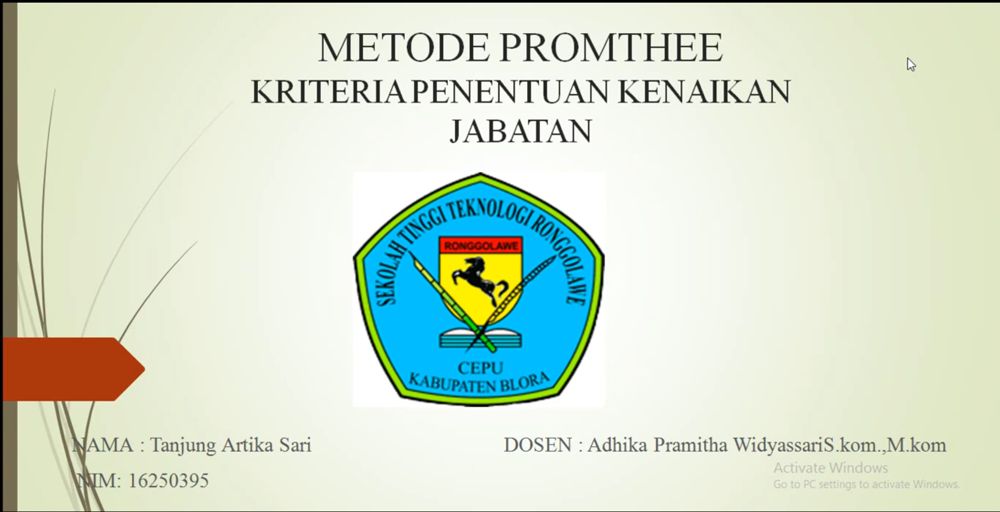 METODE PROMTHEE
KRITERIA PENENTUAN KENAIKAN
JABATAN
SEKOLAH TINGGI TEKNOLOGI RONGGOLAWE
RONGGOLAWE
CEPU
KABUPATEN BLORA
NAMA : Tanjung Artika Sari
DOSEN : Adhika Pramitha WidyassariS.kom.,M.kom
NIM: 16250395
Activate Windows
Go to PC settings to activate Windows.